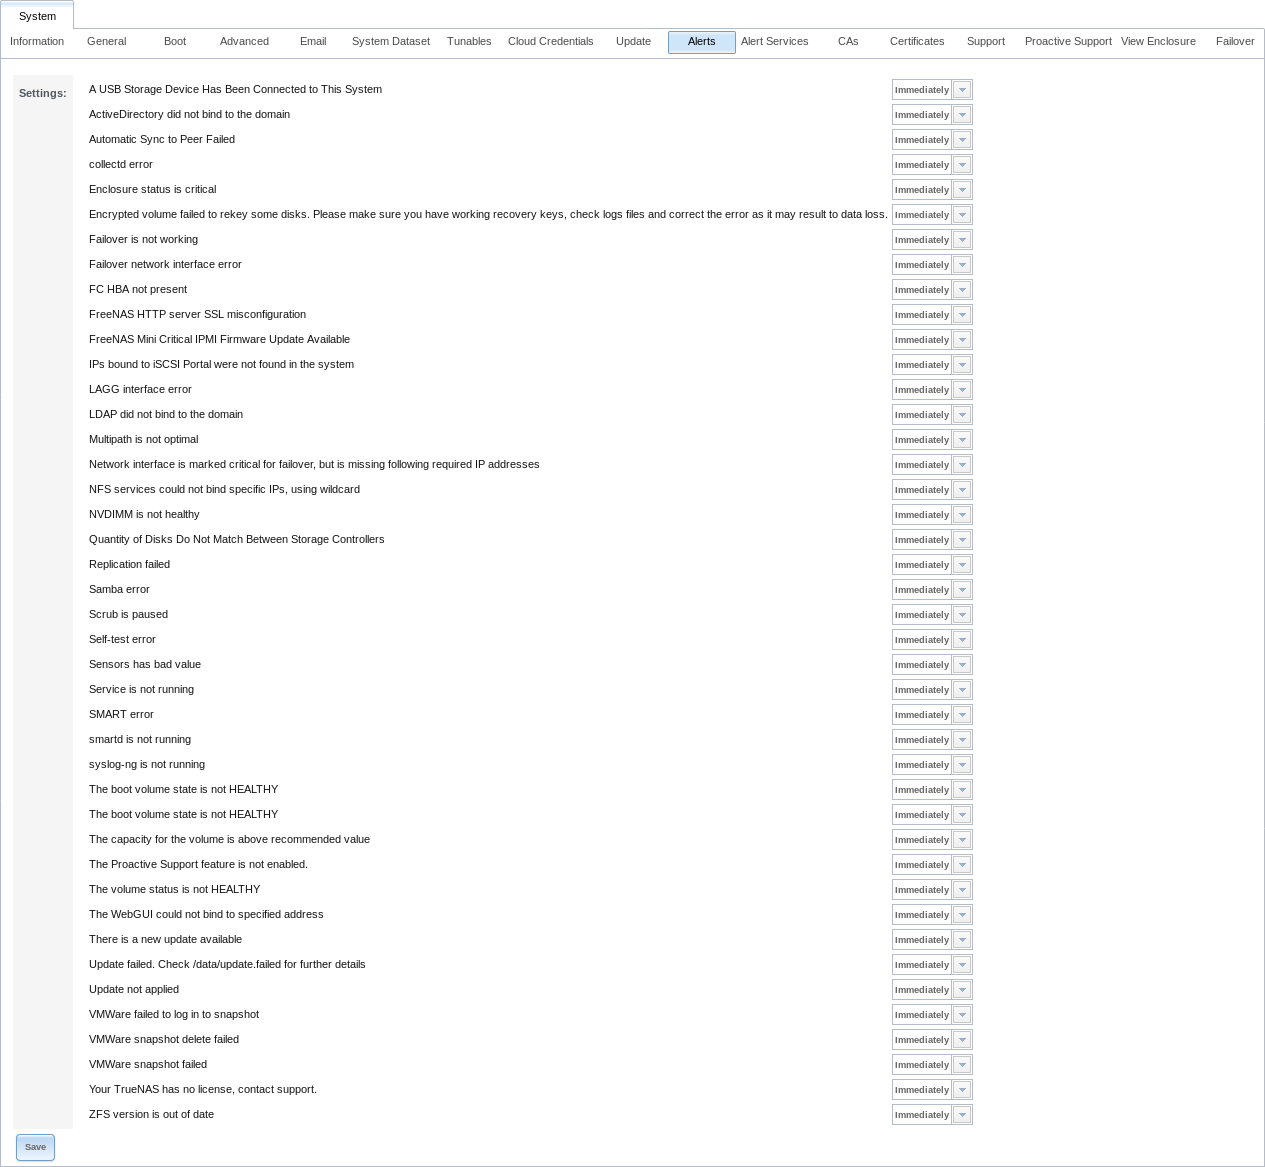 System
Information General Boot Advanced Email System Dataset Tunables Cloud Credentials Update Alerts Alert Services CAs Certificates Support Proactive Support View Enclosure Failover
Settings:
A USB Storage Device Has Been Connected to This System Immediately
ActiveDirectory did not bind to the domain Immediately
Automatic Sync to Peer Failed Immediately
collectd error Immediately
Enclosure status is critical Immediately
Encrypted volume failed to rekey some disks. Please make sure you have working recovery keys, check logs files and correct the error as it may result to data loss. Immediately
Failover is not working Immediately
Failover network interface error Immediately
FC HBA not present Immediately
FreeNAS HTTP server SSL misconfiguration Immediately
FreeNAS Mini Critical IPMI Firmware Update Available Immediately
IPs bound to iSCSI Portal were not found in the system Immediately
LAGG interface error Immediately
LDAP did not bind to the domain Immediately
Multipath is not optimal Immediately
Network interface is marked critical for failover, but is missing following required IP addresses Immediately
NFS services could not bind specific IPs, using wildcard Immediately
NVDIMM is not healthy Immediately
Quantity of Disks Do Not Match Between Storage Controllers Immediately
Replication failed Immediately
Samba error Immediately
Scrub is paused Immediately
Self-test error Immediately
Sensors has bad value Immediately
Service is not running Immediately
SMART error Immediately
smartd is not running Immediately
syslog-ng is not running Immediately
The boot volume state is not HEALTHY Immediately
The boot volume state is not HEALTHY Immediately
The capacity for the volume is above recommended value Immediately
The Proactive Support feature is not enabled. Immediately
The volume status is not HEALTHY Immediately
The WebGUI could not bind to specified address Immediately
There is a new update available Immediately
Update failed. Check /data/update.failed for further details Immediately
Update not applied Immediately
VMWare failed to log in to snapshot Immediately
VMWare snapshot delete failed Immediately
VMWare snapshot failed Immediately
Your TrueNAS has no license, contact support. Immediately
ZFS version is out of date Immediately
Save